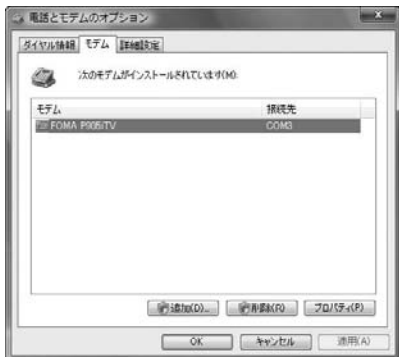 電話とモデムのオプション
ダイヤル情報 モデム 詳細設定
次のモデムがインストールされています(M):
モデム 接続先
FOMA P905iTV COM3
追加(D)... 削除(R) プロパティ(P)
OK キャンセル 適用(A)